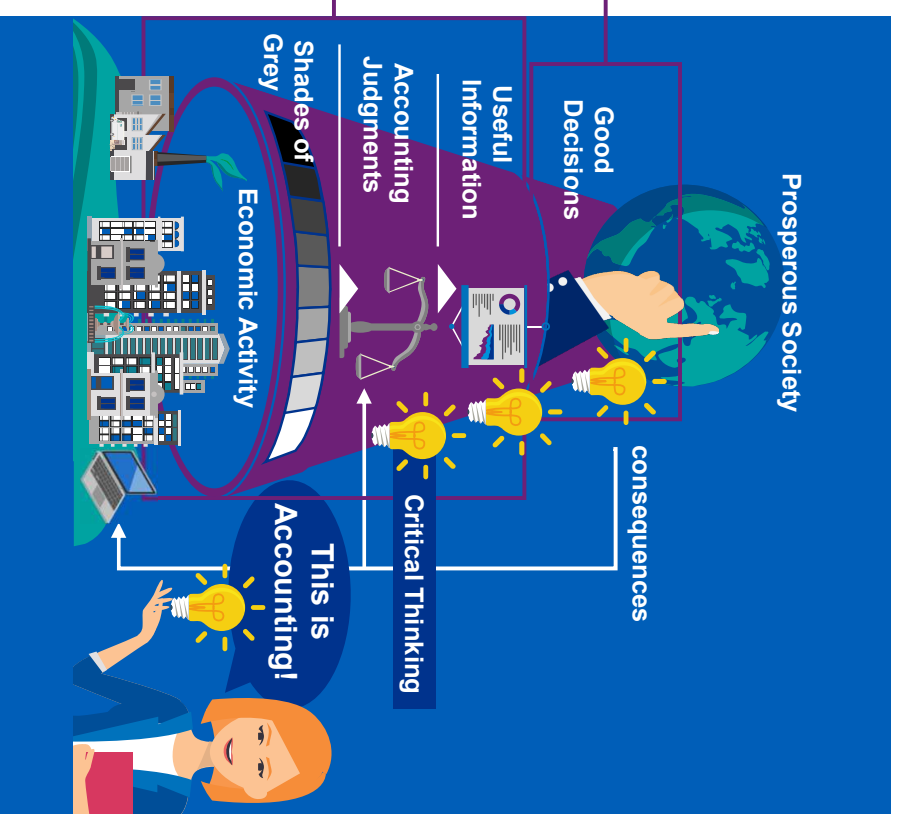 Prosperous Society
Good
Decisions
consequences
Useful
Information
Accounting
Judgments
Critical Thinking
Shades of
Grey
This is
Accounting!
Economic Activity